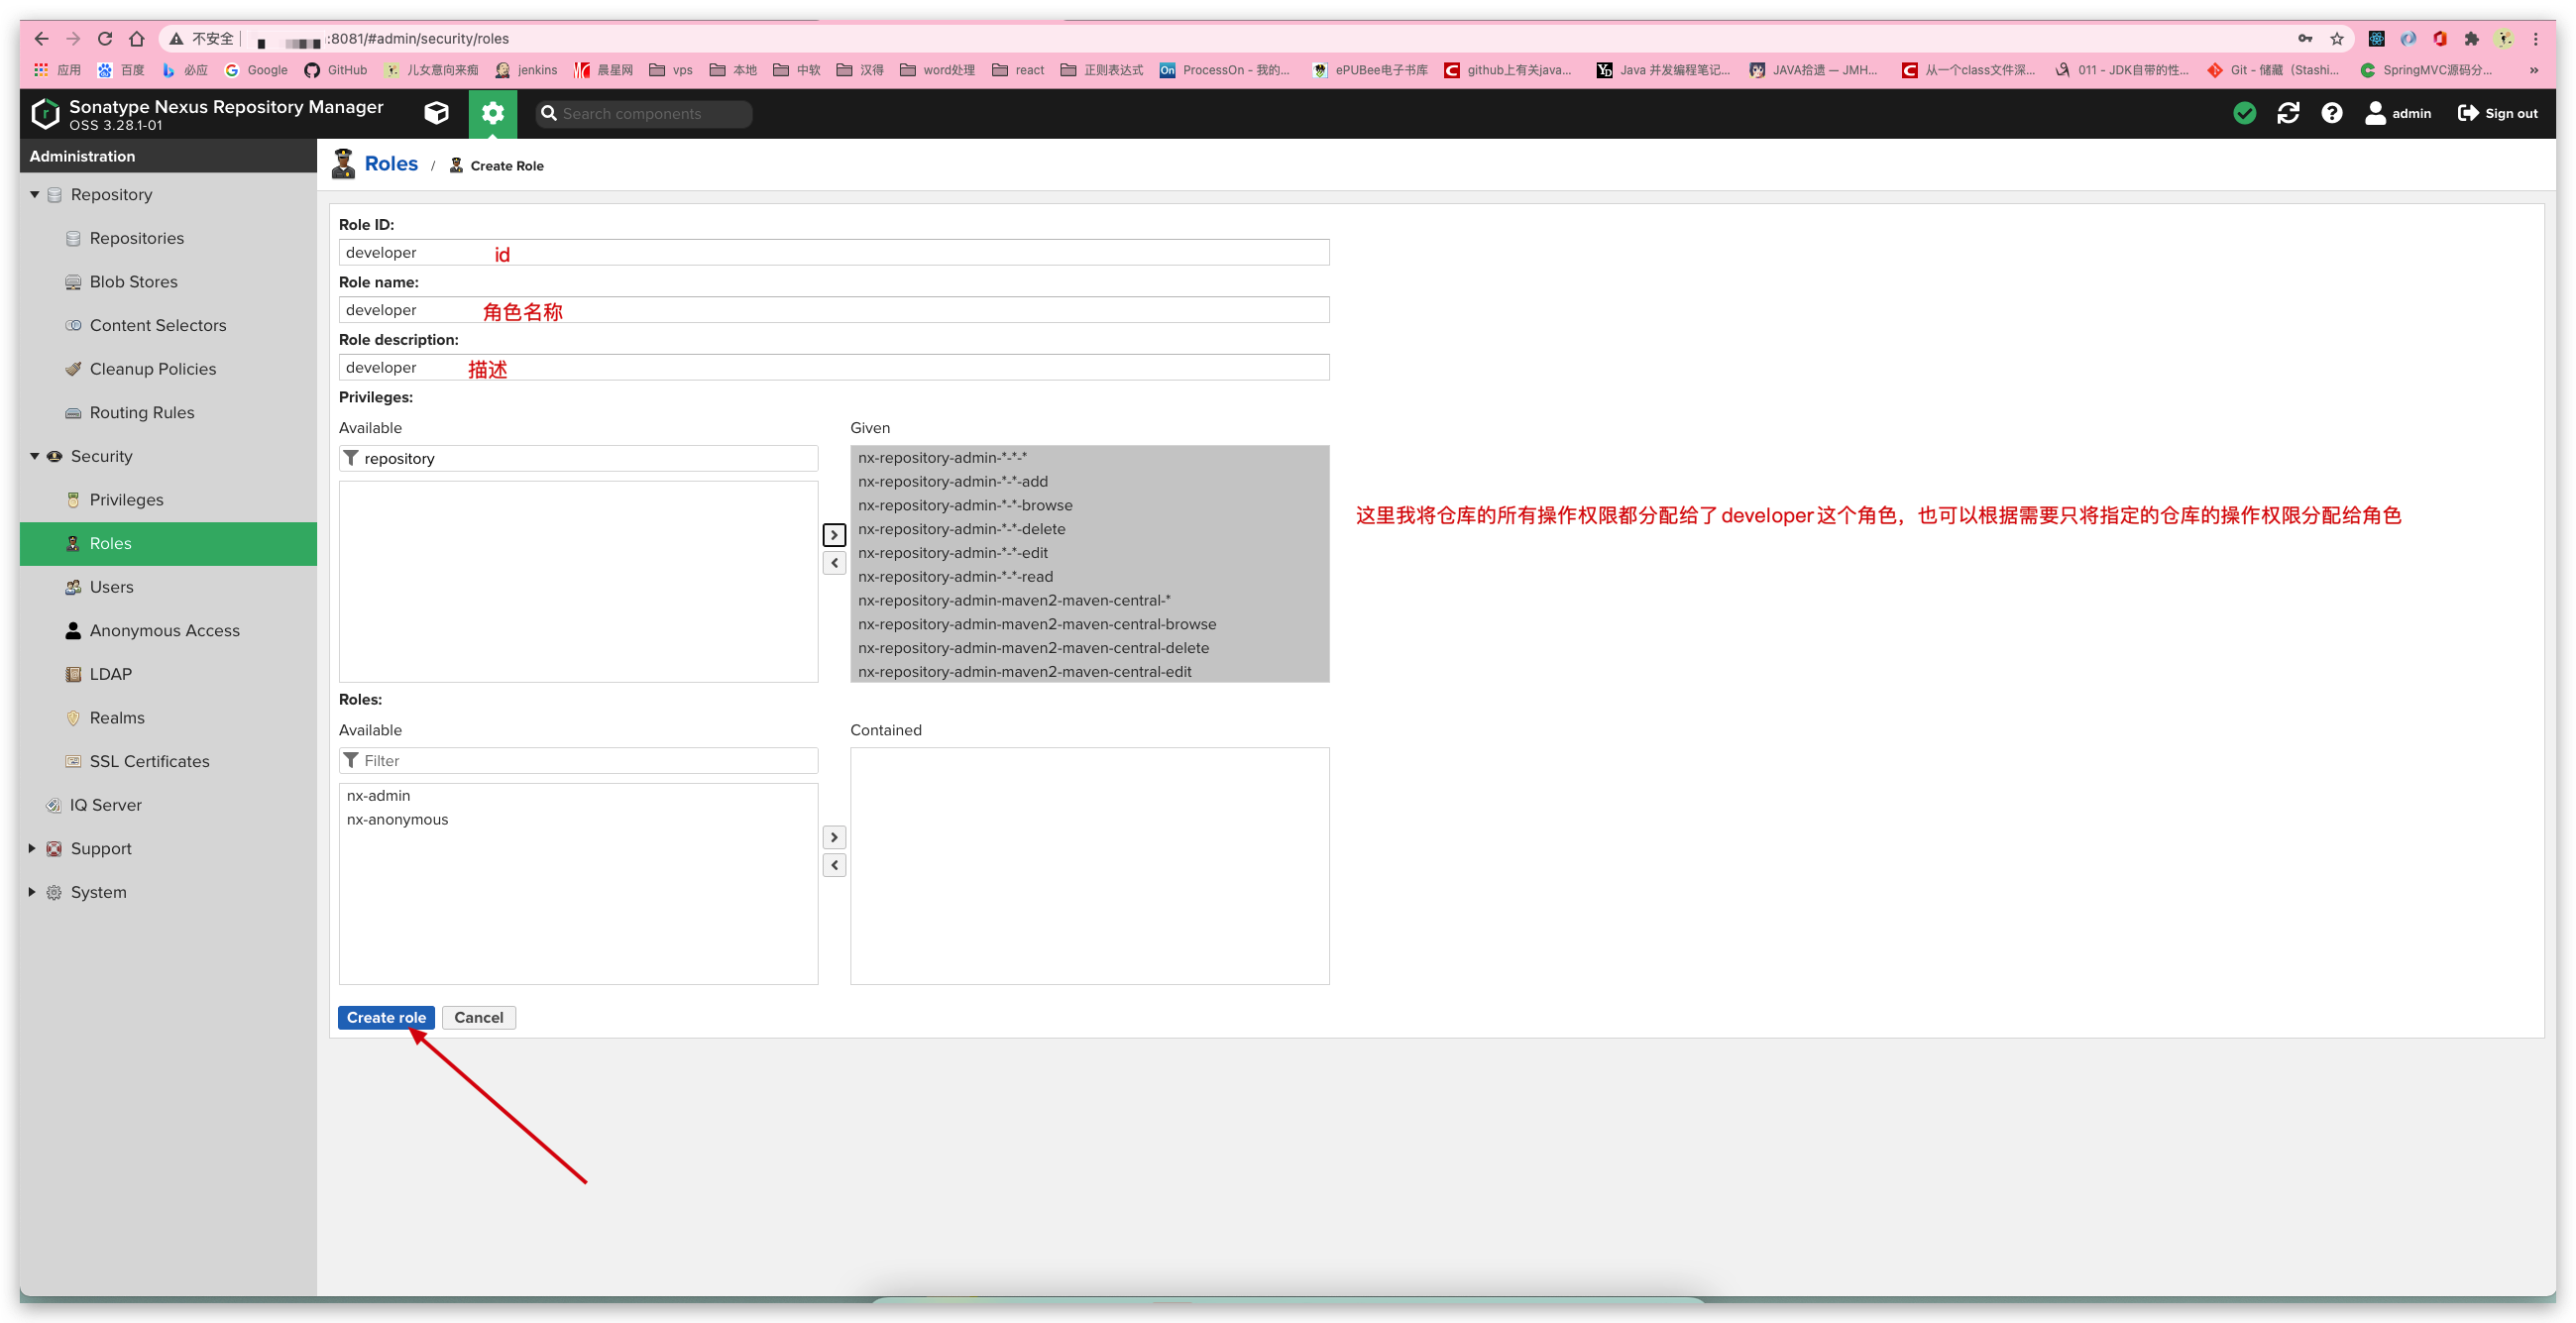 不安全
:8081/#admin/security/roles
应用 百度 必应 Google GitHub 儿女意向来痴 jenkins 晨星网 vps 本地 中软 汉得 word处理 react 正则表达式 ProcessOn - 我的... ePUBee电子书库 github上有关java... Java 并发编程笔记... JAVA拾遗 — JMH... 从一个class文件深... 011 - JDK自带的性... Git - 储藏（Stashi... SpringMVC源码分... »
Sonatype Nexus Repository Manager
OSS 3.28.1-01
Search components
admin
Sign out
Administration
Repository
Repositories
Blob Stores
Content Selectors
Cleanup Policies
Routing Rules
Security
Privileges
Roles
Users
Anonymous Access
LDAP
Realms
SSL Certificates
IQ Server
Support
System
Roles / Create Role
Role ID:
developer id
Role name:
developer 角色名称
Role description:
developer 描述
Privileges:
Available
repository
Given
nx-repository-admin-*-*-*
nx-repository-admin-*-*-add
nx-repository-admin-*-*-browse
nx-repository-admin-*-*-delete
nx-repository-admin-*-*-edit
nx-repository-admin-*-*-read
nx-repository-admin-maven2-maven-central-*
nx-repository-admin-maven2-maven-central-browse
nx-repository-admin-maven2-maven-central-delete
nx-repository-admin-maven2-maven-central-edit
这里我将仓库的所有操作权限都分配给了developer这个角色，也可以根据需要只将指定的仓库的操作权限分配给角色
Roles:
Available
Filter
nx-admin
nx-anonymous
Contained
Create role
Cancel